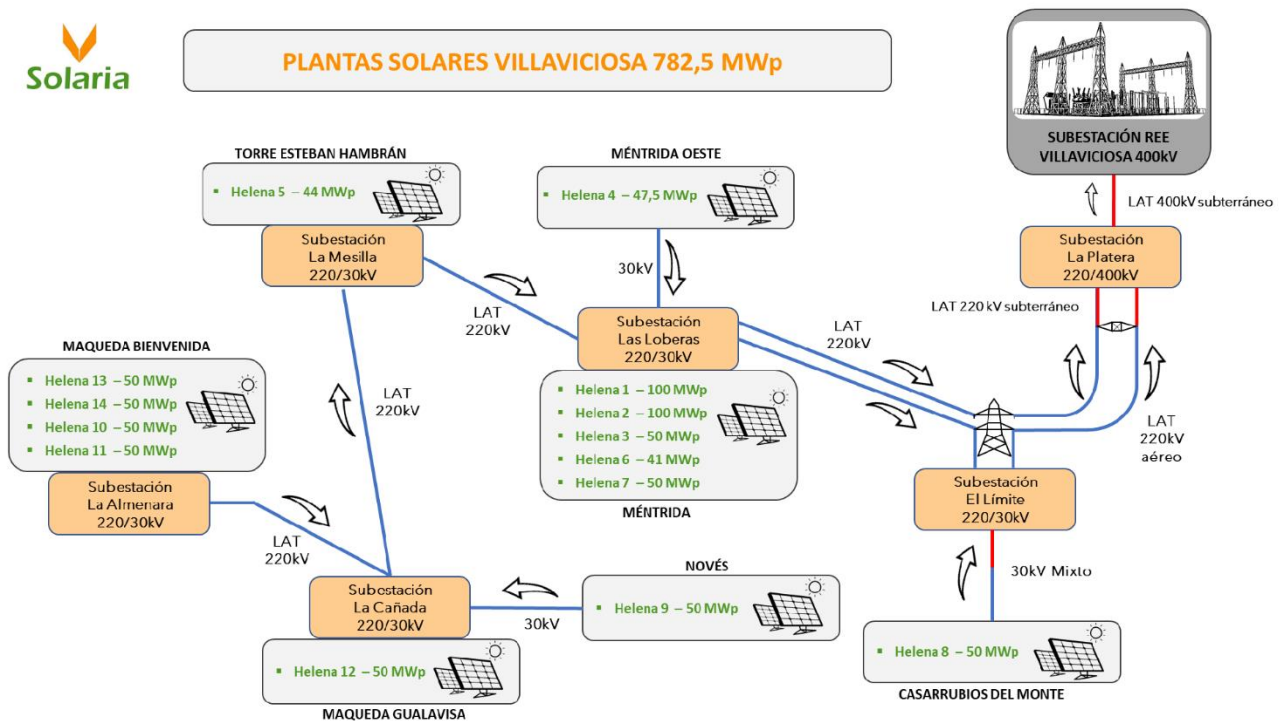 Solaria
PLANTAS SOLARES VILLAVICIOSA 782,5 MWp
SUBESTACIÓN REE
VILLAVICIOSA 400kV
LAT 400kV subterráneo
Subestación
La Platera
220/400kV
LAT 220 kV subterráneo
TORRE ESTEBAN HAMBRÁN
▪ Helena 5 – 44 MWp
Subestación
La Mesilla
220/30kV
MÉNTRIDA OESTE
▪ Helena 4 – 47,5 MWp
30kV
LAT
220kV
Subestación
Las Loberas
220/30kV
▪ Helena 1 – 100 MWp
▪ Helena 2 – 100 MWp
▪ Helena 3 – 50 MWp
▪ Helena 6 – 41 MWp
▪ Helena 7 – 50 MWp
MÉNTRIDA
LAT
220kV
LAT
220kV
aéreo
MAQUEDA BIENVENIDA
▪ Helena 13 – 50 MWp
▪ Helena 14 – 50 MWp
▪ Helena 10 – 50 MWp
▪ Helena 11 – 50 MWp
Subestación
La Almenara
220/30kV
LAT
220kV
LAT
220kV
Subestación
La Cañada
220/30kV
▪ Helena 12 – 50 MWp
MAQUEDA GUALAVISA
30kV
NOVÉS
▪ Helena 9 – 50 MWp
Subestación
El Límite
220/30kV
30kV Mixto
▪ Helena 8 – 50 MWp
CASARRUBIOS DEL MONTE